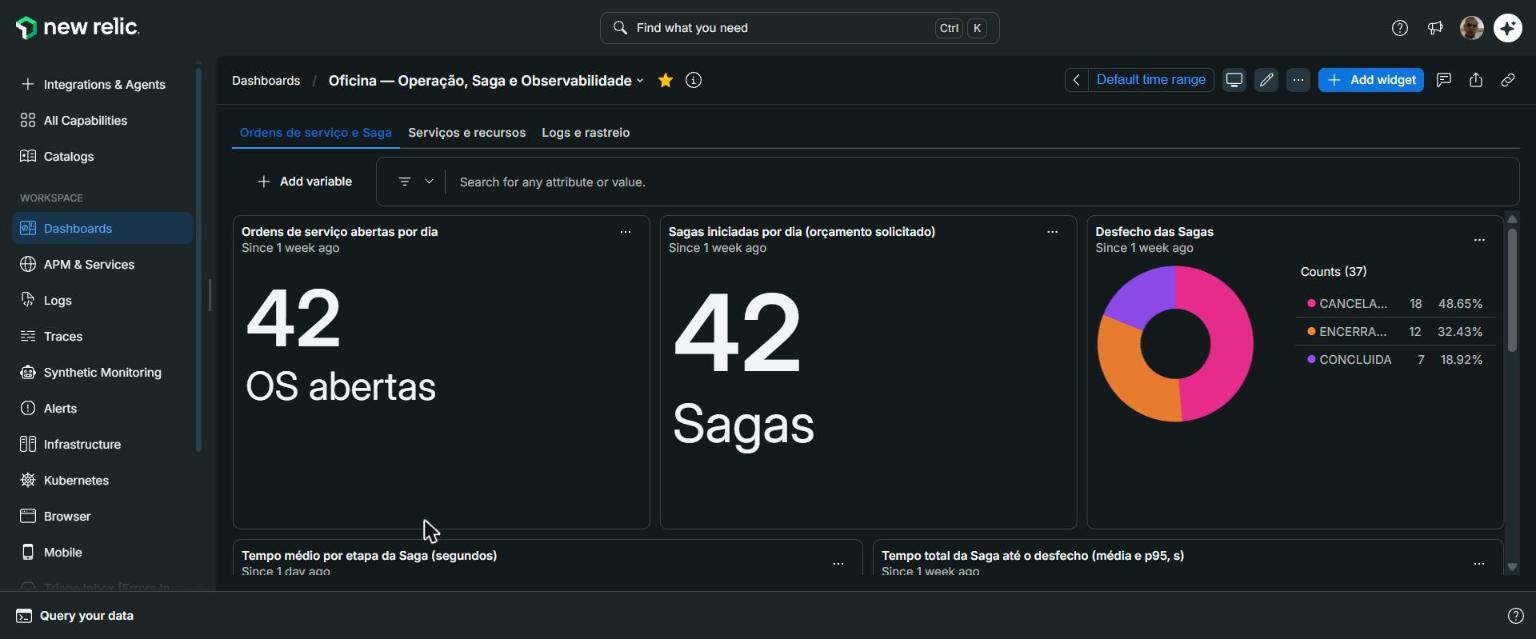 new relic.
Find what you need
Ctrl K
Integrations & Agents
All Capabilities
Catalogs
WORKSPACE
Dashboards
APM & Services
Logs
Traces
Synthetic Monitoring
Alerts
Infrastructure
Kubernetes
Browser
Mobile
Query your data
Dashboards / Oficina — Operação, Saga e Observabilidade
Default time range
Add widget
Ordens de serviço e Saga Serviços e recursos Logs e rastreio
Add variable
Search for any attribute or value.
Ordens de serviço abertas por dia
Since 1 week ago
42
OS abertas
Sagas iniciadas por dia (orçamento solicitado)
Since 1 week ago
42
Sagas
Desfecho das Sagas
Since 1 week ago
Counts (37)
CANCELA... 18 48.65%
ENCERRA... 12 32.43%
CONCLUIDA 7 18.92%
Tempo médio por etapa da Saga (segundos)
Since 1 day ago
Tempo total da Saga até o desfecho (média e p95, s)
Since 1 week ago